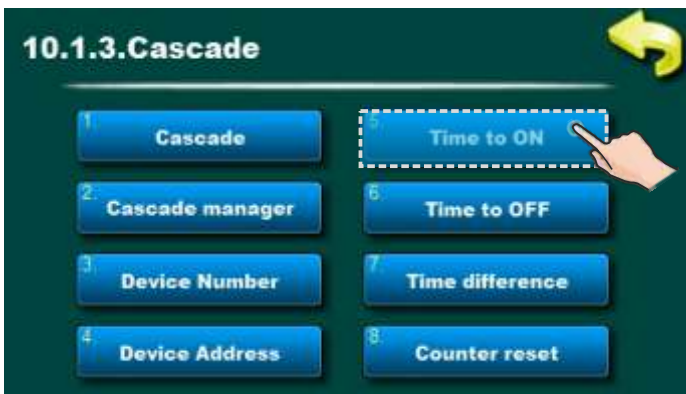 10.1.3.Cascade
1 Cascade
2. Cascade manager
3. Device Number
4 Device Address
5 Time to ON
6 Time to OFF
7. Time difference
8. Counter reset